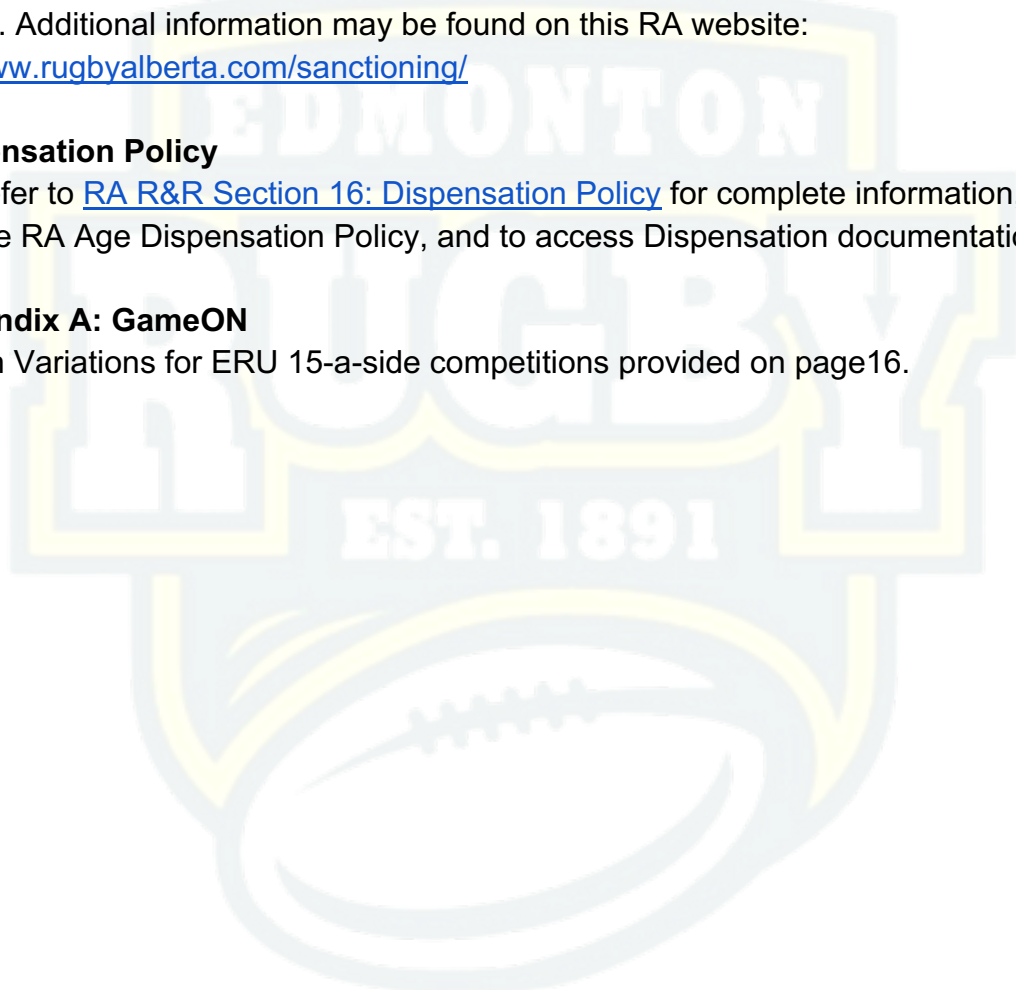 . Additional information may be found on this RA website:
ww.rugbyalberta.com/sanctioning/
ensation Policy
fer to RA R&R Section 16: Dispensation Policy for complete information
e RA Age Dispensation Policy, and to access Dispensation documentatio
ndix A: GameON
n Variations for ERU 15-a-side competitions provided on page16.
EDMONTON
RUGBY
EST. 1891